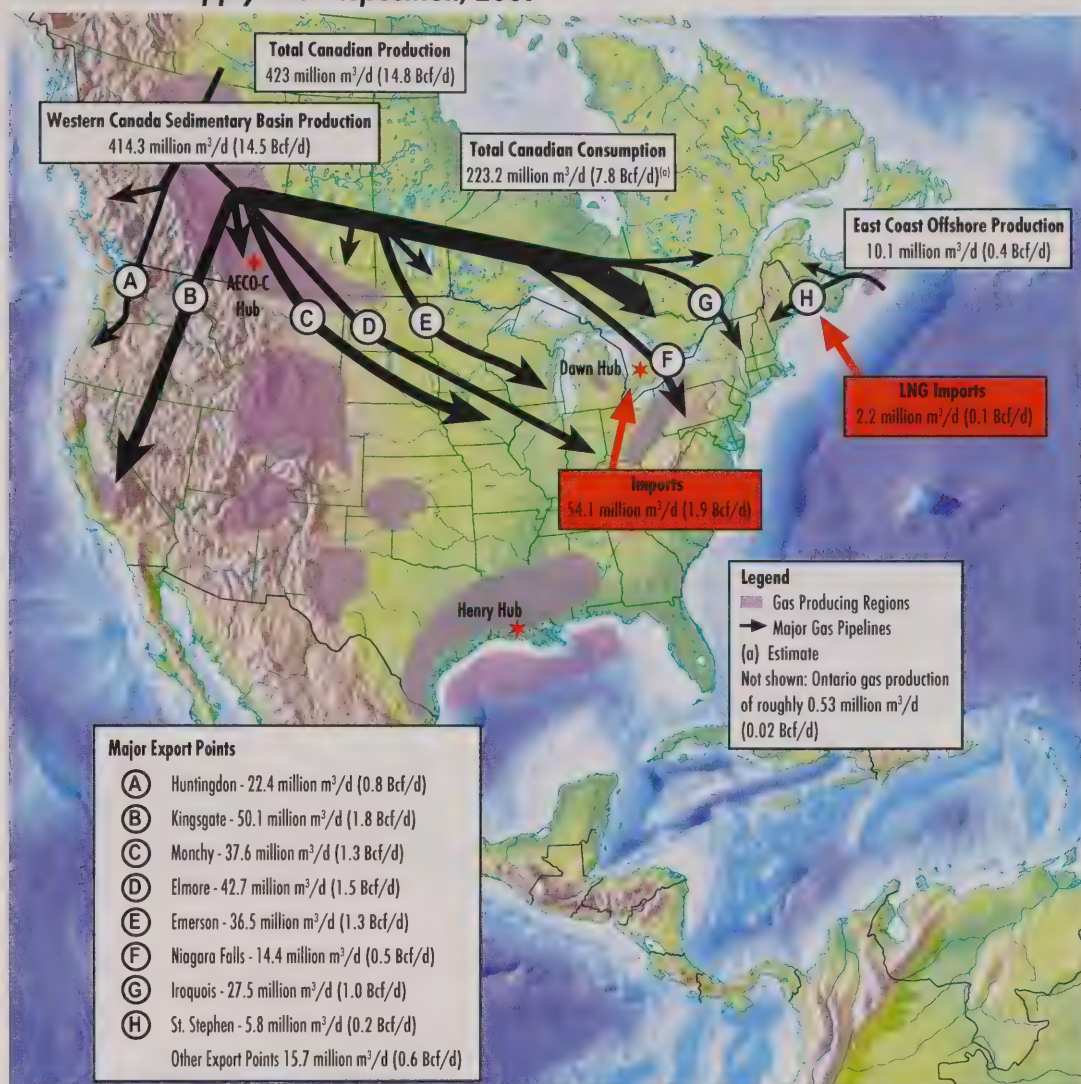 Total Canadian Production
423 million m³/d (14.8 Bcf/d)
Western Canada Sedimentary Basin Production
414.3 million m³/d (14.5 Bcf/d)
Total Canadian Consumption
223.2 million m³/d (7.8 Bcf/d)(a)
East Coast Offshore Production
10.1 million m³/d (0.4 Bcf/d)
A
B
AECO-C
Hub
C
D
E
Dawn Hub
F
G
H
LNG Imports
2.2 million m³/d (0.1 Bcf/d)
Imports
54.1 million m³/d (1.9 Bcf/d)
Henry Hub
Legend
Gas Producing Regions
Major Gas Pipelines
(a) Estimate
Not shown: Ontario gas production
of roughly 0.53 million m³/d
(0.02 Bcf/d)
Major Export Points
A Huntingdon - 22.4 million m³/d (0.8 Bcf/d)
B Kingsgate - 50.1 million m³/d (1.8 Bcf/d)
C Monchy - 37.6 million m³/d (1.3 Bcf/d)
D Elmore - 42.7 million m³/d (1.5 Bcf/d)
E Emerson - 36.5 million m³/d (1.3 Bcf/d)
F Niagara Falls - 14.4 million m³/d (0.5 Bcf/d)
G Iroquois - 27.5 million m³/d (1.0 Bcf/d)
H St. Stephen - 5.8 million m³/d (0.2 Bcf/d)
Other Export Points 15.7 million m³/d (0.6 Bcf/d)